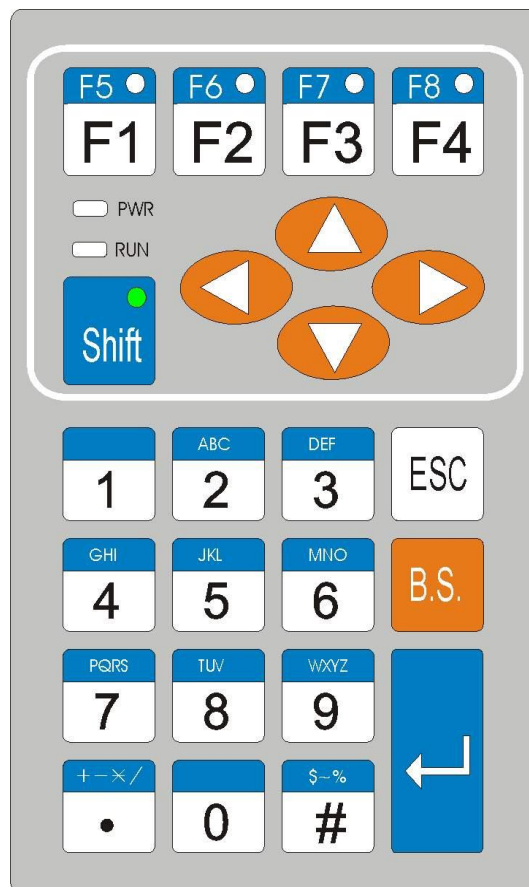 F5 F6 F7 F8
F1 F2 F3 F4
PWR
RUN
Shift
ABC DEF
1 2 3 ESC
GHI JKL MNO
4 5 6 B.S.
PQRS TUV WXYZ
7 8 9
+-×/ $~%
• 0 #